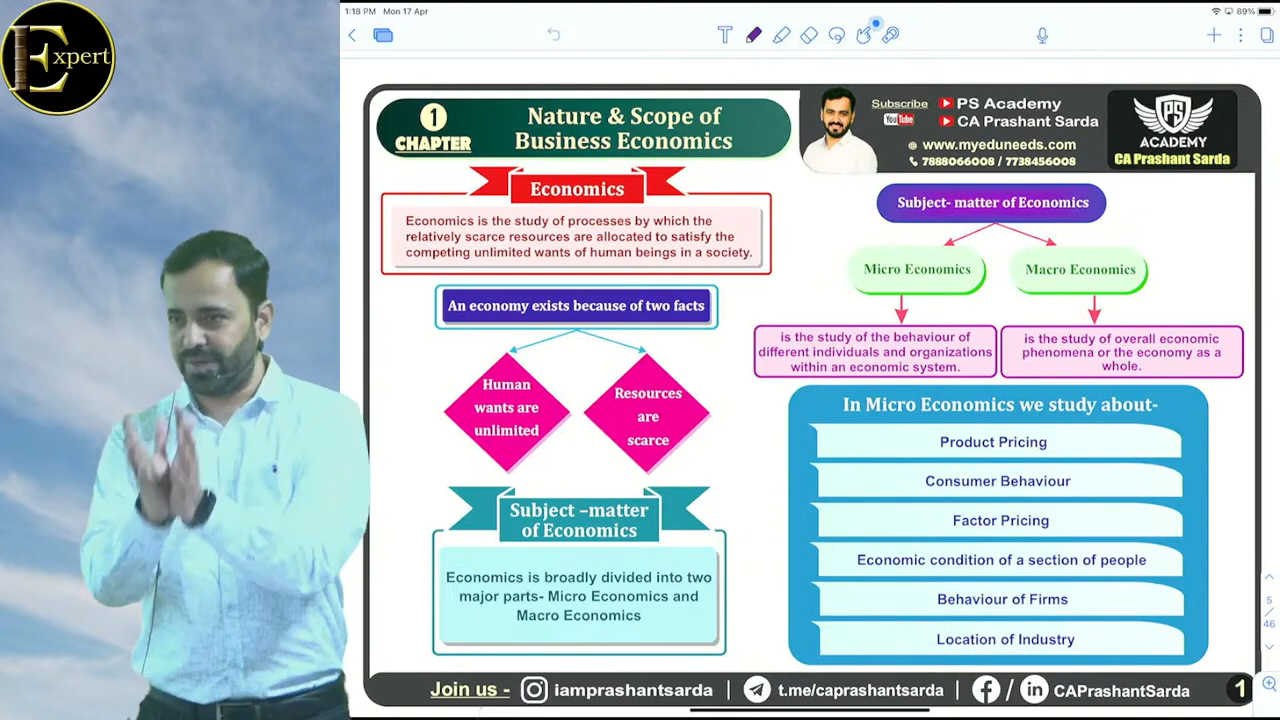 Expert
1:18 PM Mon 17 Apr
89%
1
CHAPTER
Nature & Scope of
Business Economics
Subscribe
YouTube
PS Academy
CA Prashant Sarda
www.myeduneeds.com
7888066008 / 7738456008
PS
ACADEMY
CA Prashant Sarda
Economics
Economics is the study of processes by which the
relatively scarce resources are allocated to satisfy the
competing unlimited wants of human beings in a society.
An economy exists because of two facts
Human
wants are
unlimited
Resources
are
scarce
Subject –matter
of Economics
Economics is broadly divided into two
major parts- Micro Economics and
Macro Economics
Subject- matter of Economics
Micro Economics
Macro Economics
is the study of the behaviour of
different individuals and organizations
within an economic system.
is the study of overall economic
phenomena or the economy as a
whole.
In Micro Economics we study about-
Product Pricing
Consumer Behaviour
Factor Pricing
Economic condition of a section of people
Behaviour of Firms
Location of Industry
5
/
46
Join us - iamprashantsarda | t.me/caprashantsarda | / CAPrashantSarda
1